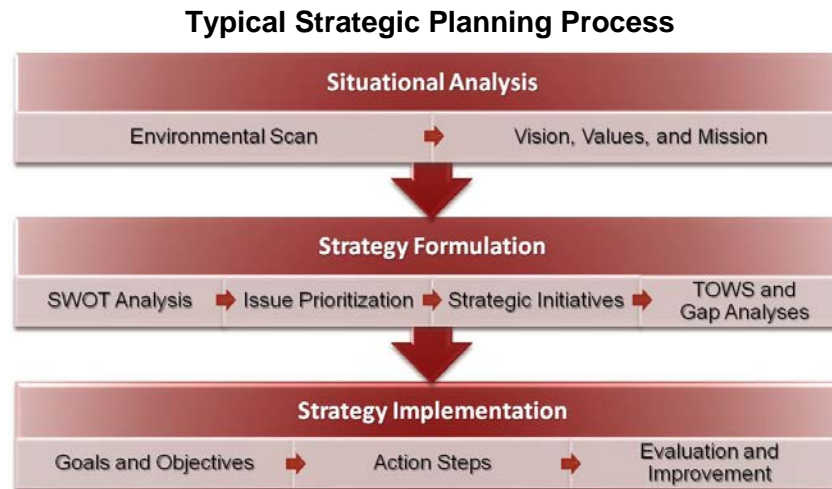 Typical Strategic Planning Process
Situational Analysis
Environmental Scan
Vision, Values, and Mission
Strategy Formulation
SWOT Analysis
Issue Prioritization
Strategic Initiatives
TOWS and
Gap Analyses
Strategy Implementation
Goals and Objectives
Action Steps
Evaluation and
Improvement